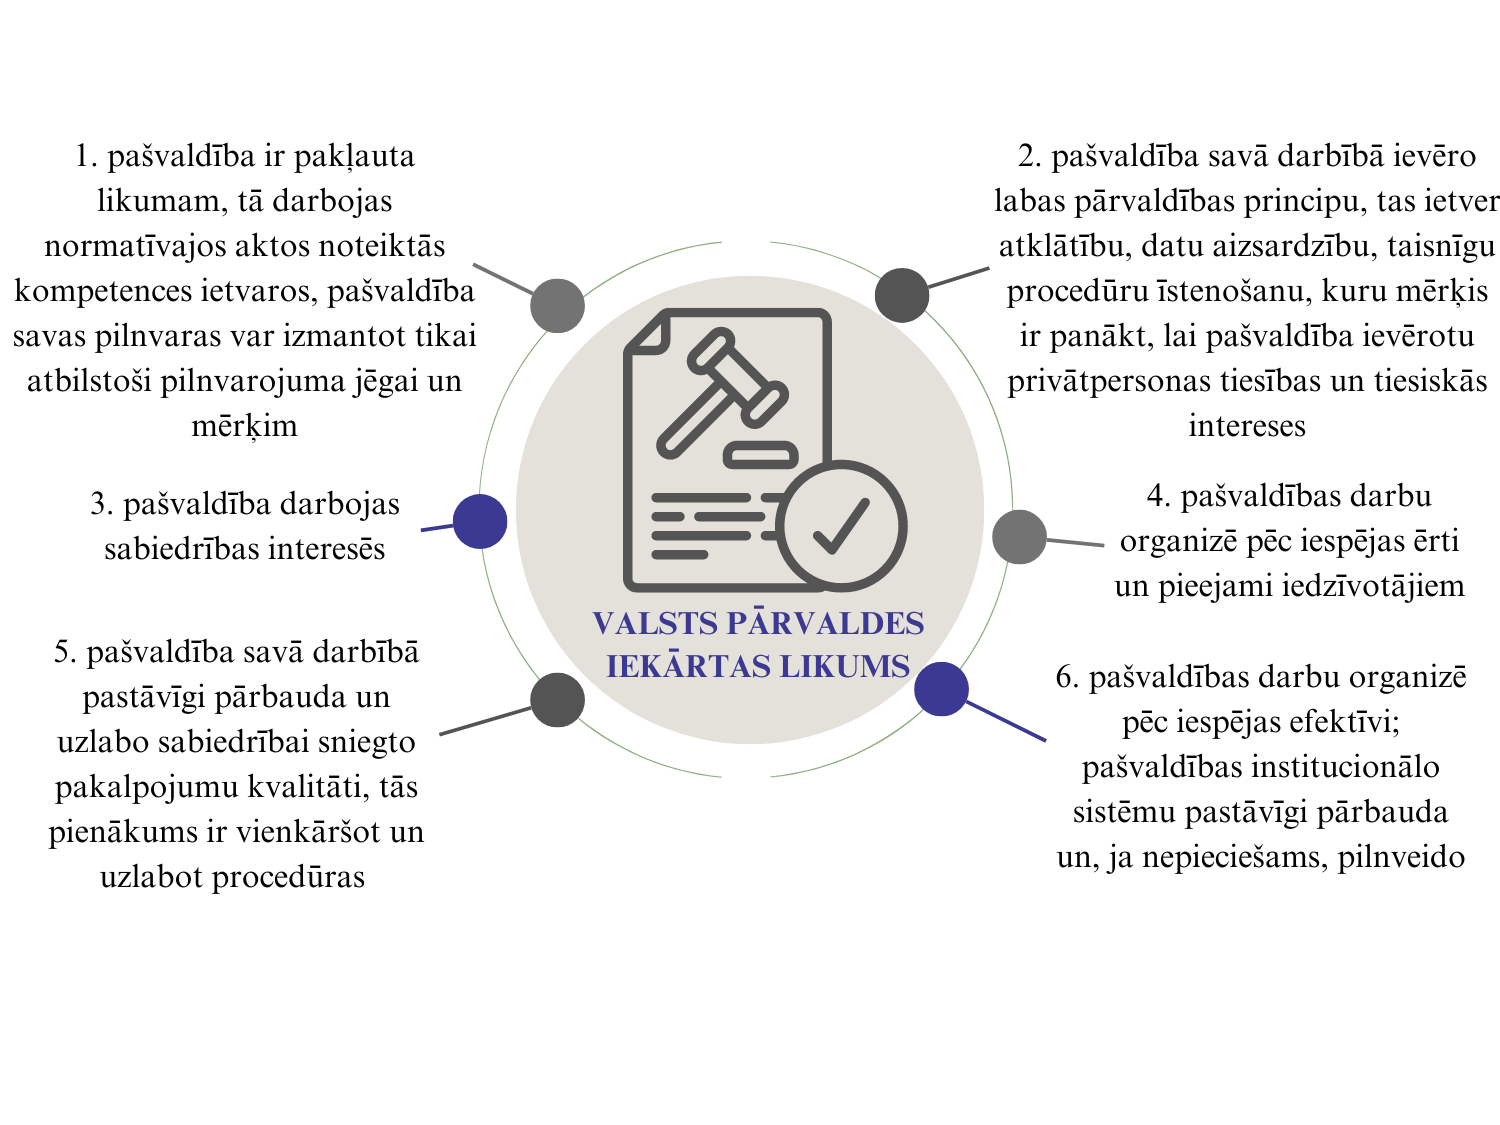 1. pašvaldība ir pakļauta
likumam, tā darbojas
normatīvajos aktos noteiktās
kompetences ietvaros, pašvaldība
savas pilnvaras var izmantot tikai
atbilstoši pilnvarojuma jēgai un
mērķim
2. pašvaldība savā darbībā ievēro
labas pārvaldības principu, tas ietver
atklātību, datu aizsardzību, taisnīgu
procedūru īstenošanu, kuru mērķis
ir panākt, lai pašvaldība ievērotu
privātpersonas tiesības un tiesiskās
intereses
3. pašvaldība darbojas
sabiedrības interesēs
4. pašvaldības darbu
organizē pēc iespējas ērti
un pieejami iedzīvotājiem
VALSTS PĀRVALDES
IEKĀRTAS LIKUMS
5. pašvaldība savā darbībā
pastāvīgi pārbauda un
uzlabo sabiedrībai sniegto
pakalpojumu kvalitāti, tās
pienākums ir vienkāršot un
uzlabot procedūras
6. pašvaldības darbu organizē
pēc iespējas efektīvi;
pašvaldības institucionālo
sistēmu pastāvīgi pārbauda
un, ja nepieciešams, pilnveido